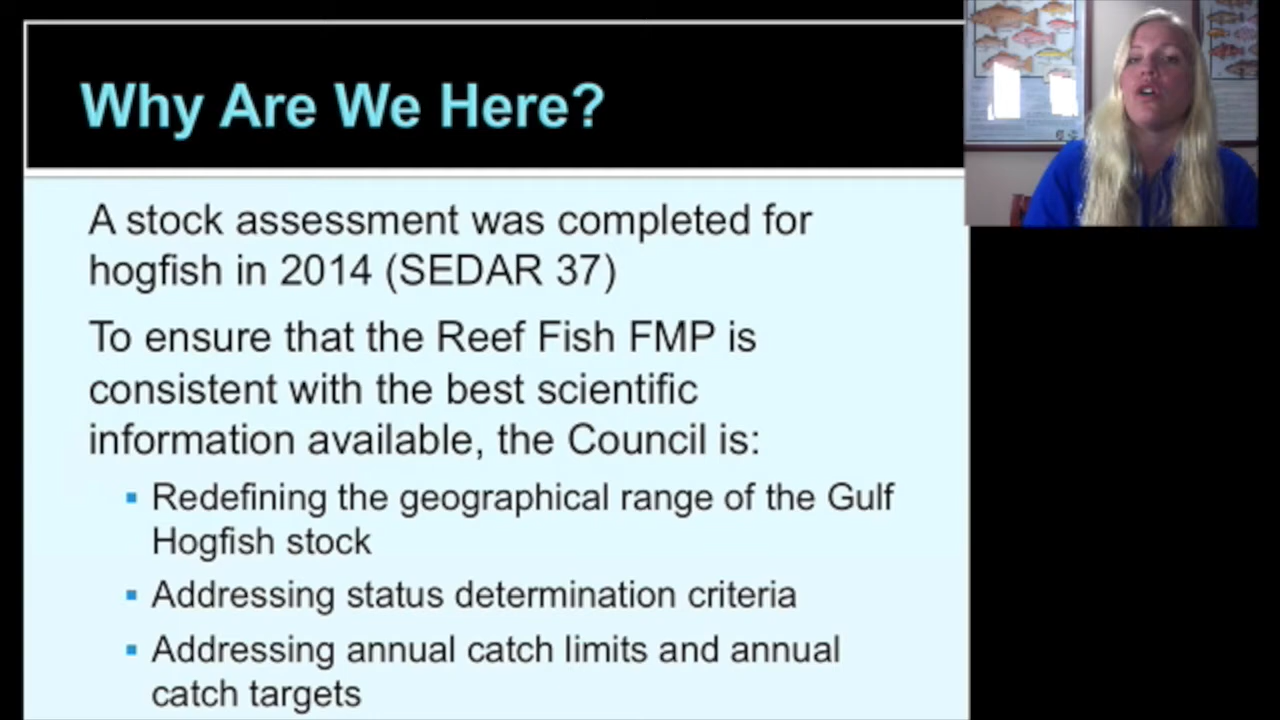 Why Are We Here?
A stock assessment was completed for
hogfish in 2014 (SEDAR 37)
To ensure that the Reef Fish FMP is
consistent with the best scientific
information available, the Council is:
▪ Redefining the geographical range of the Gulf
Hogfish stock
▪ Addressing status determination criteria
▪ Addressing annual catch limits and annual
catch targets